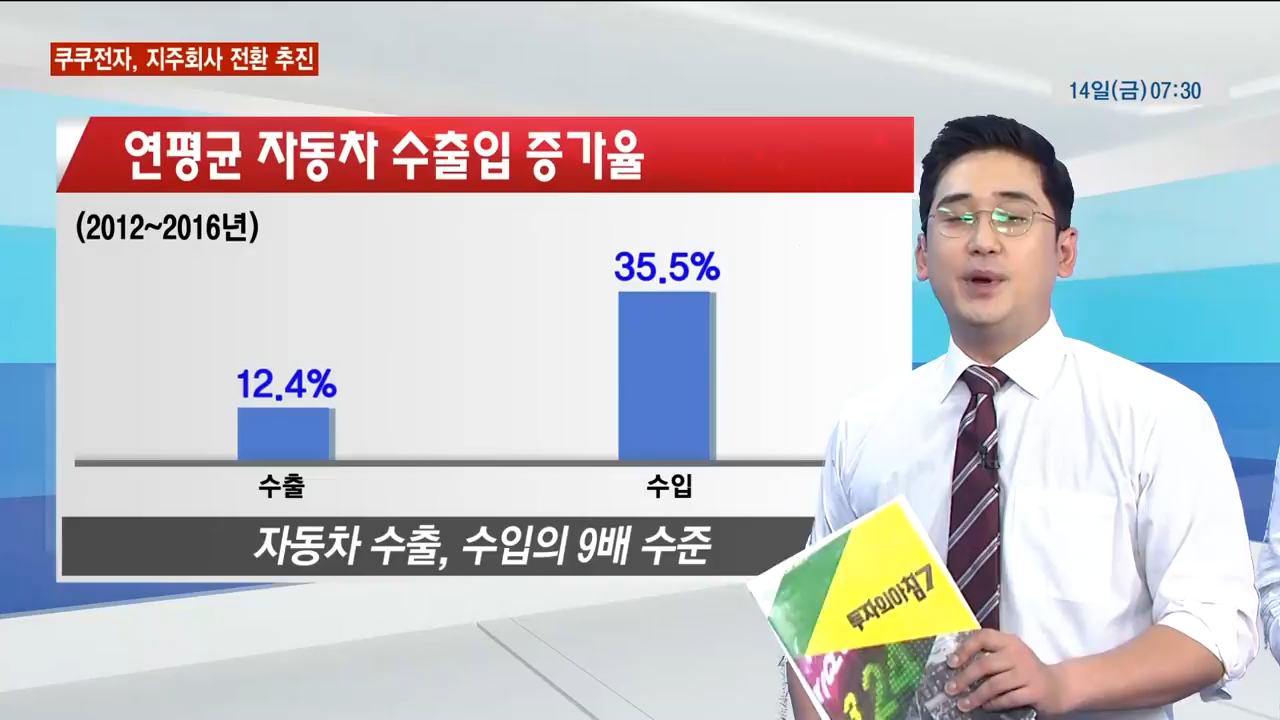 쿠쿠전자, 지주회사 전환 추진
14일(금)07:30
연평균 자동차 수출입 증가율
(2012~2016년)
35.5%
12.4%
수출
수입
자동차 수출, 수입의 9배 수준
투자의아침7
324